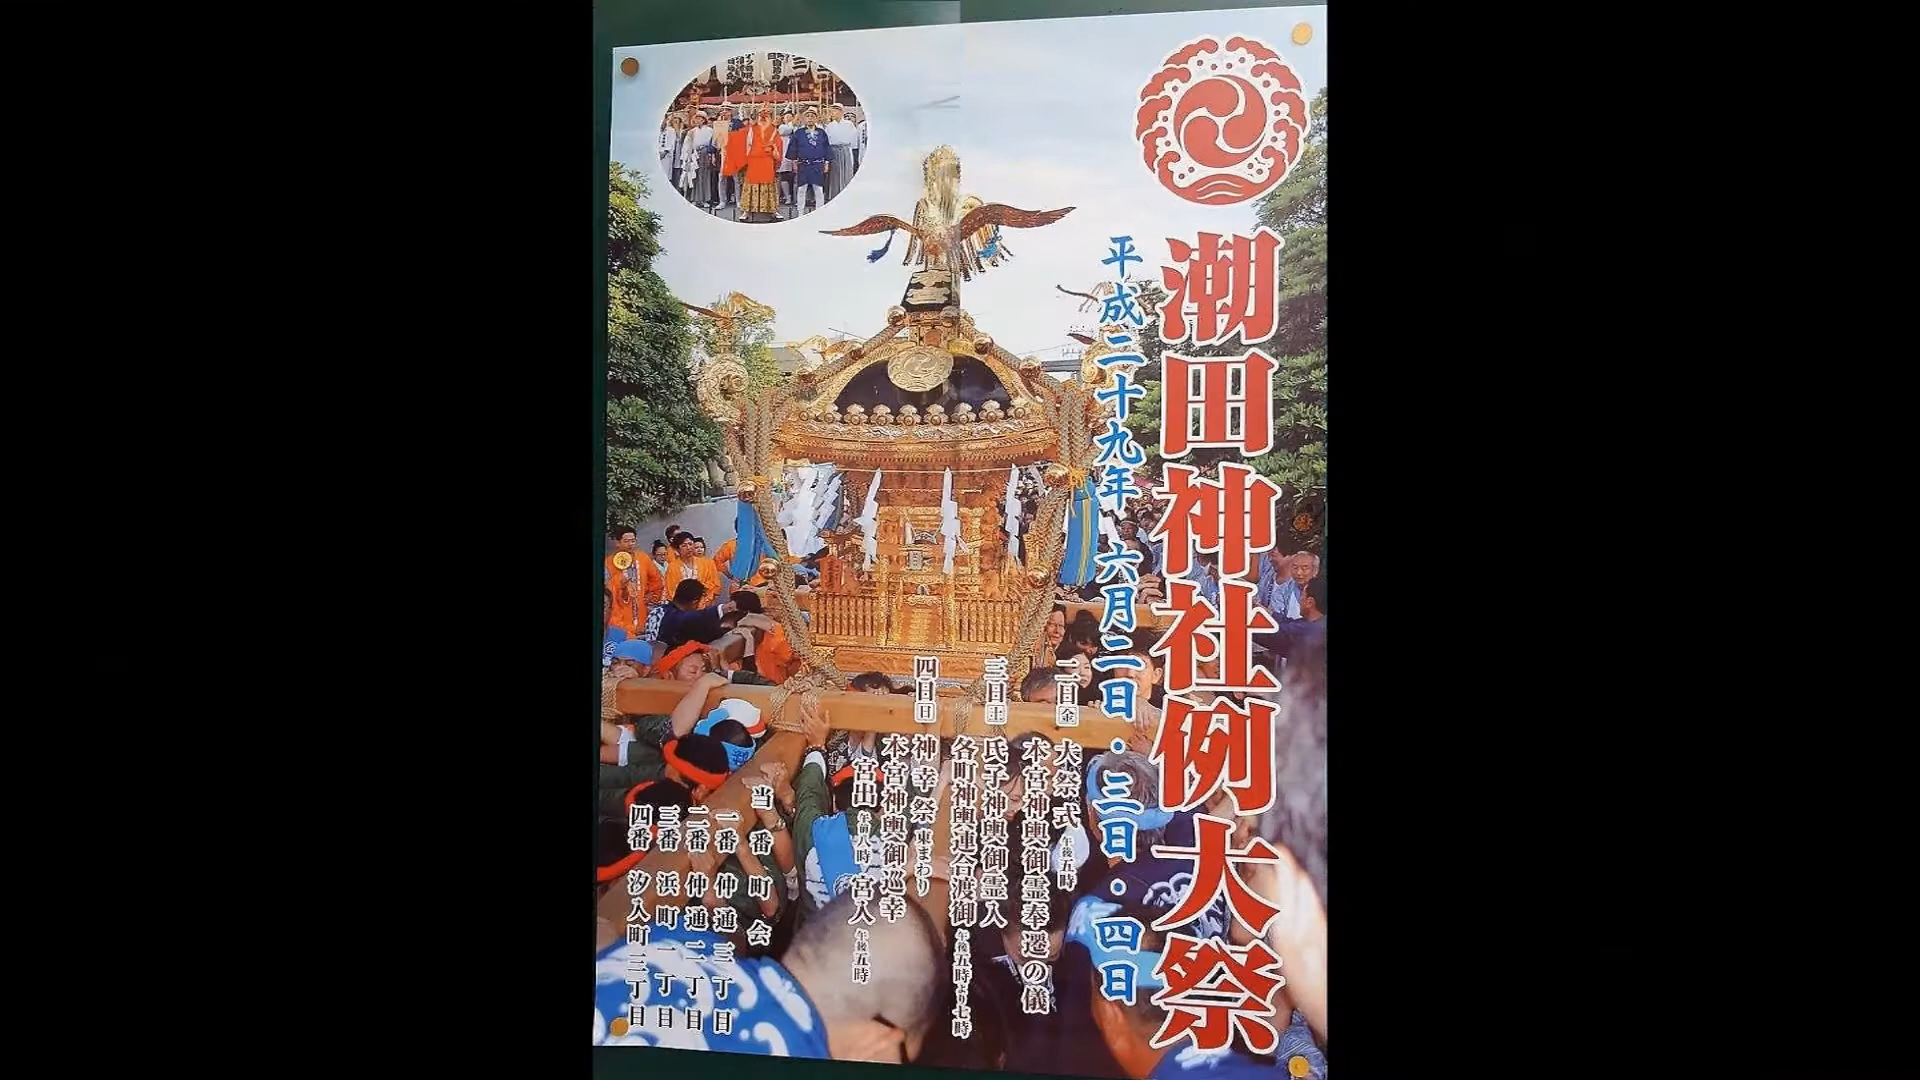 潮田神社例大祭
平成二十九年 六月二日・三日・四日
二日金 大祭式 午後五時
本宮神輿御霊奉遷の儀
三日土 氏子神輿御霊入
各町神輿連合渡御 午後五時より七時
四日日 神幸祭 東まわり
本宮神輿御巡幸
宮出 午前八時 宮入 午後五時
当番町会
一番 仲通三丁目
二番 仲通二丁目
三番 浜町一丁目
四番 汐入町三丁目